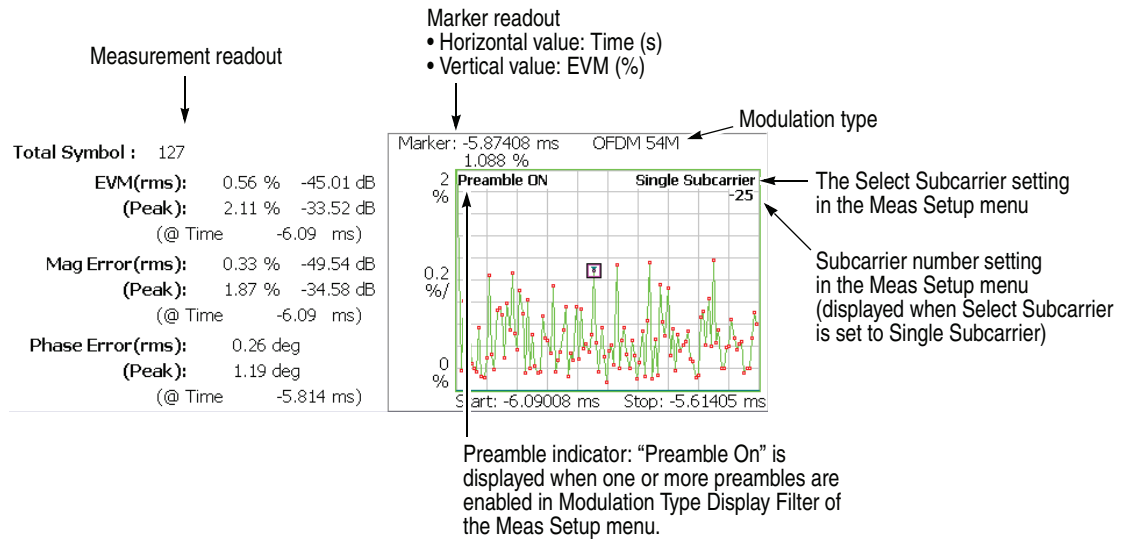 Measurement readout
Total Symbol : 127
EVM(rms): 0.56 % -45.01 dB
(Peak): 2.11 % -33.52 dB
(@ Time -6.09 ms)
Mag Error(rms): 0.33 % -49.54 dB
(Peak): 1.87 % -34.58 dB
(@ Time -6.09 ms)
Phase Error(rms): 0.26 deg
(Peak): 1.19 deg
(@ Time -5.814 ms)
Marker readout
• Horizontal value: Time (s)
• Vertical value: EVM (%)
Modulation type
Marker: -5.87408 ms OFDM 54M
1.088 %
2
%
Preamble ON Single Subcarrier
-25
0.2
%/
0
%
Start: -6.09008 ms Stop: -5.61405 ms
The Select Subcarrier setting
in the Meas Setup menu
Subcarrier number setting
in the Meas Setup menu
(displayed when Select Subcarrier
is set to Single Subcarrier)
Preamble indicator: “Preamble On” is
displayed when one or more preambles are
enabled in Modulation Type Display Filter of
the Meas Setup menu.